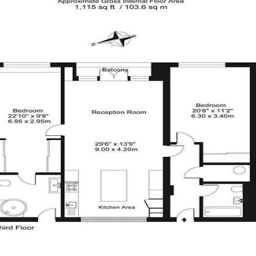 Approximate Gross Internal Floor Area
1,115 sq ft / 103.6 sq m
Balcony
Bedroom
22'10" x 9'8"
6.95 x 2.95m
Reception Room
29'6" x 13'9"
9.00 x 4.20m
Bedroom
20'8" x 11'2"
6.30 x 3.40m
Kitchen Area
hird Floor